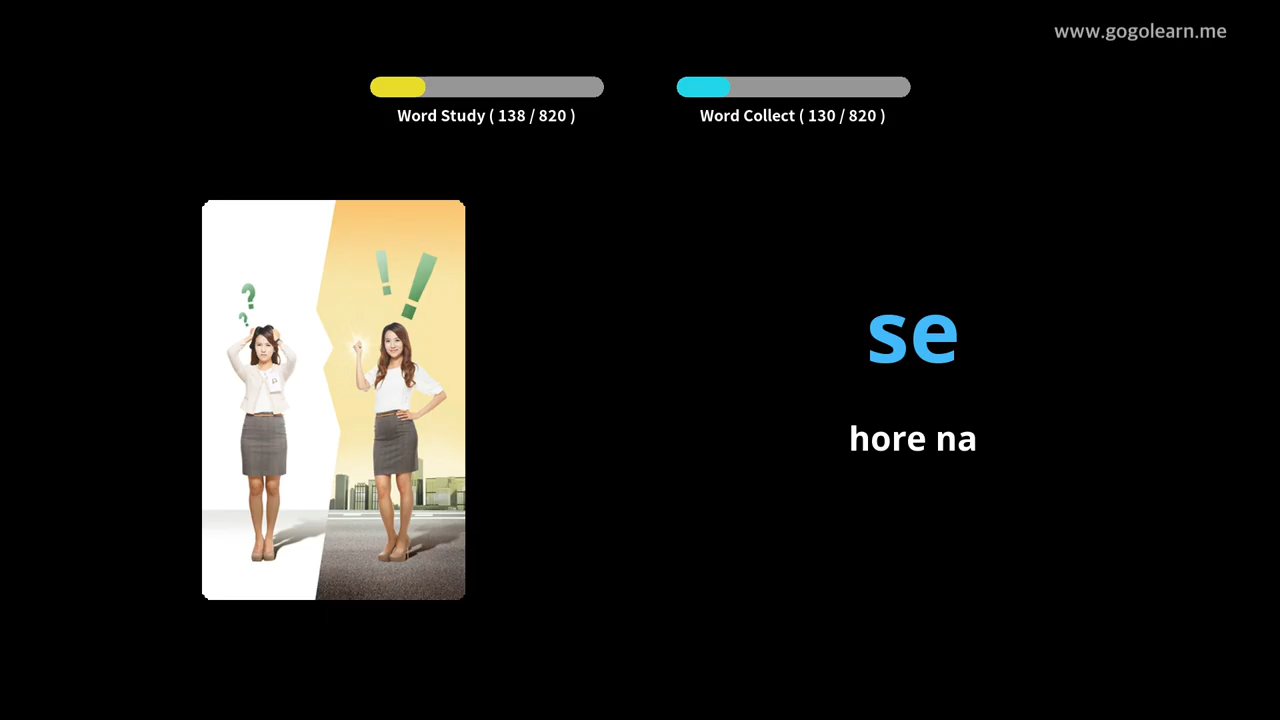 www.gogolearn.me
Word Study ( 138 / 820 )
Word Collect ( 130 / 820 )
? ?
! !
se
hore na